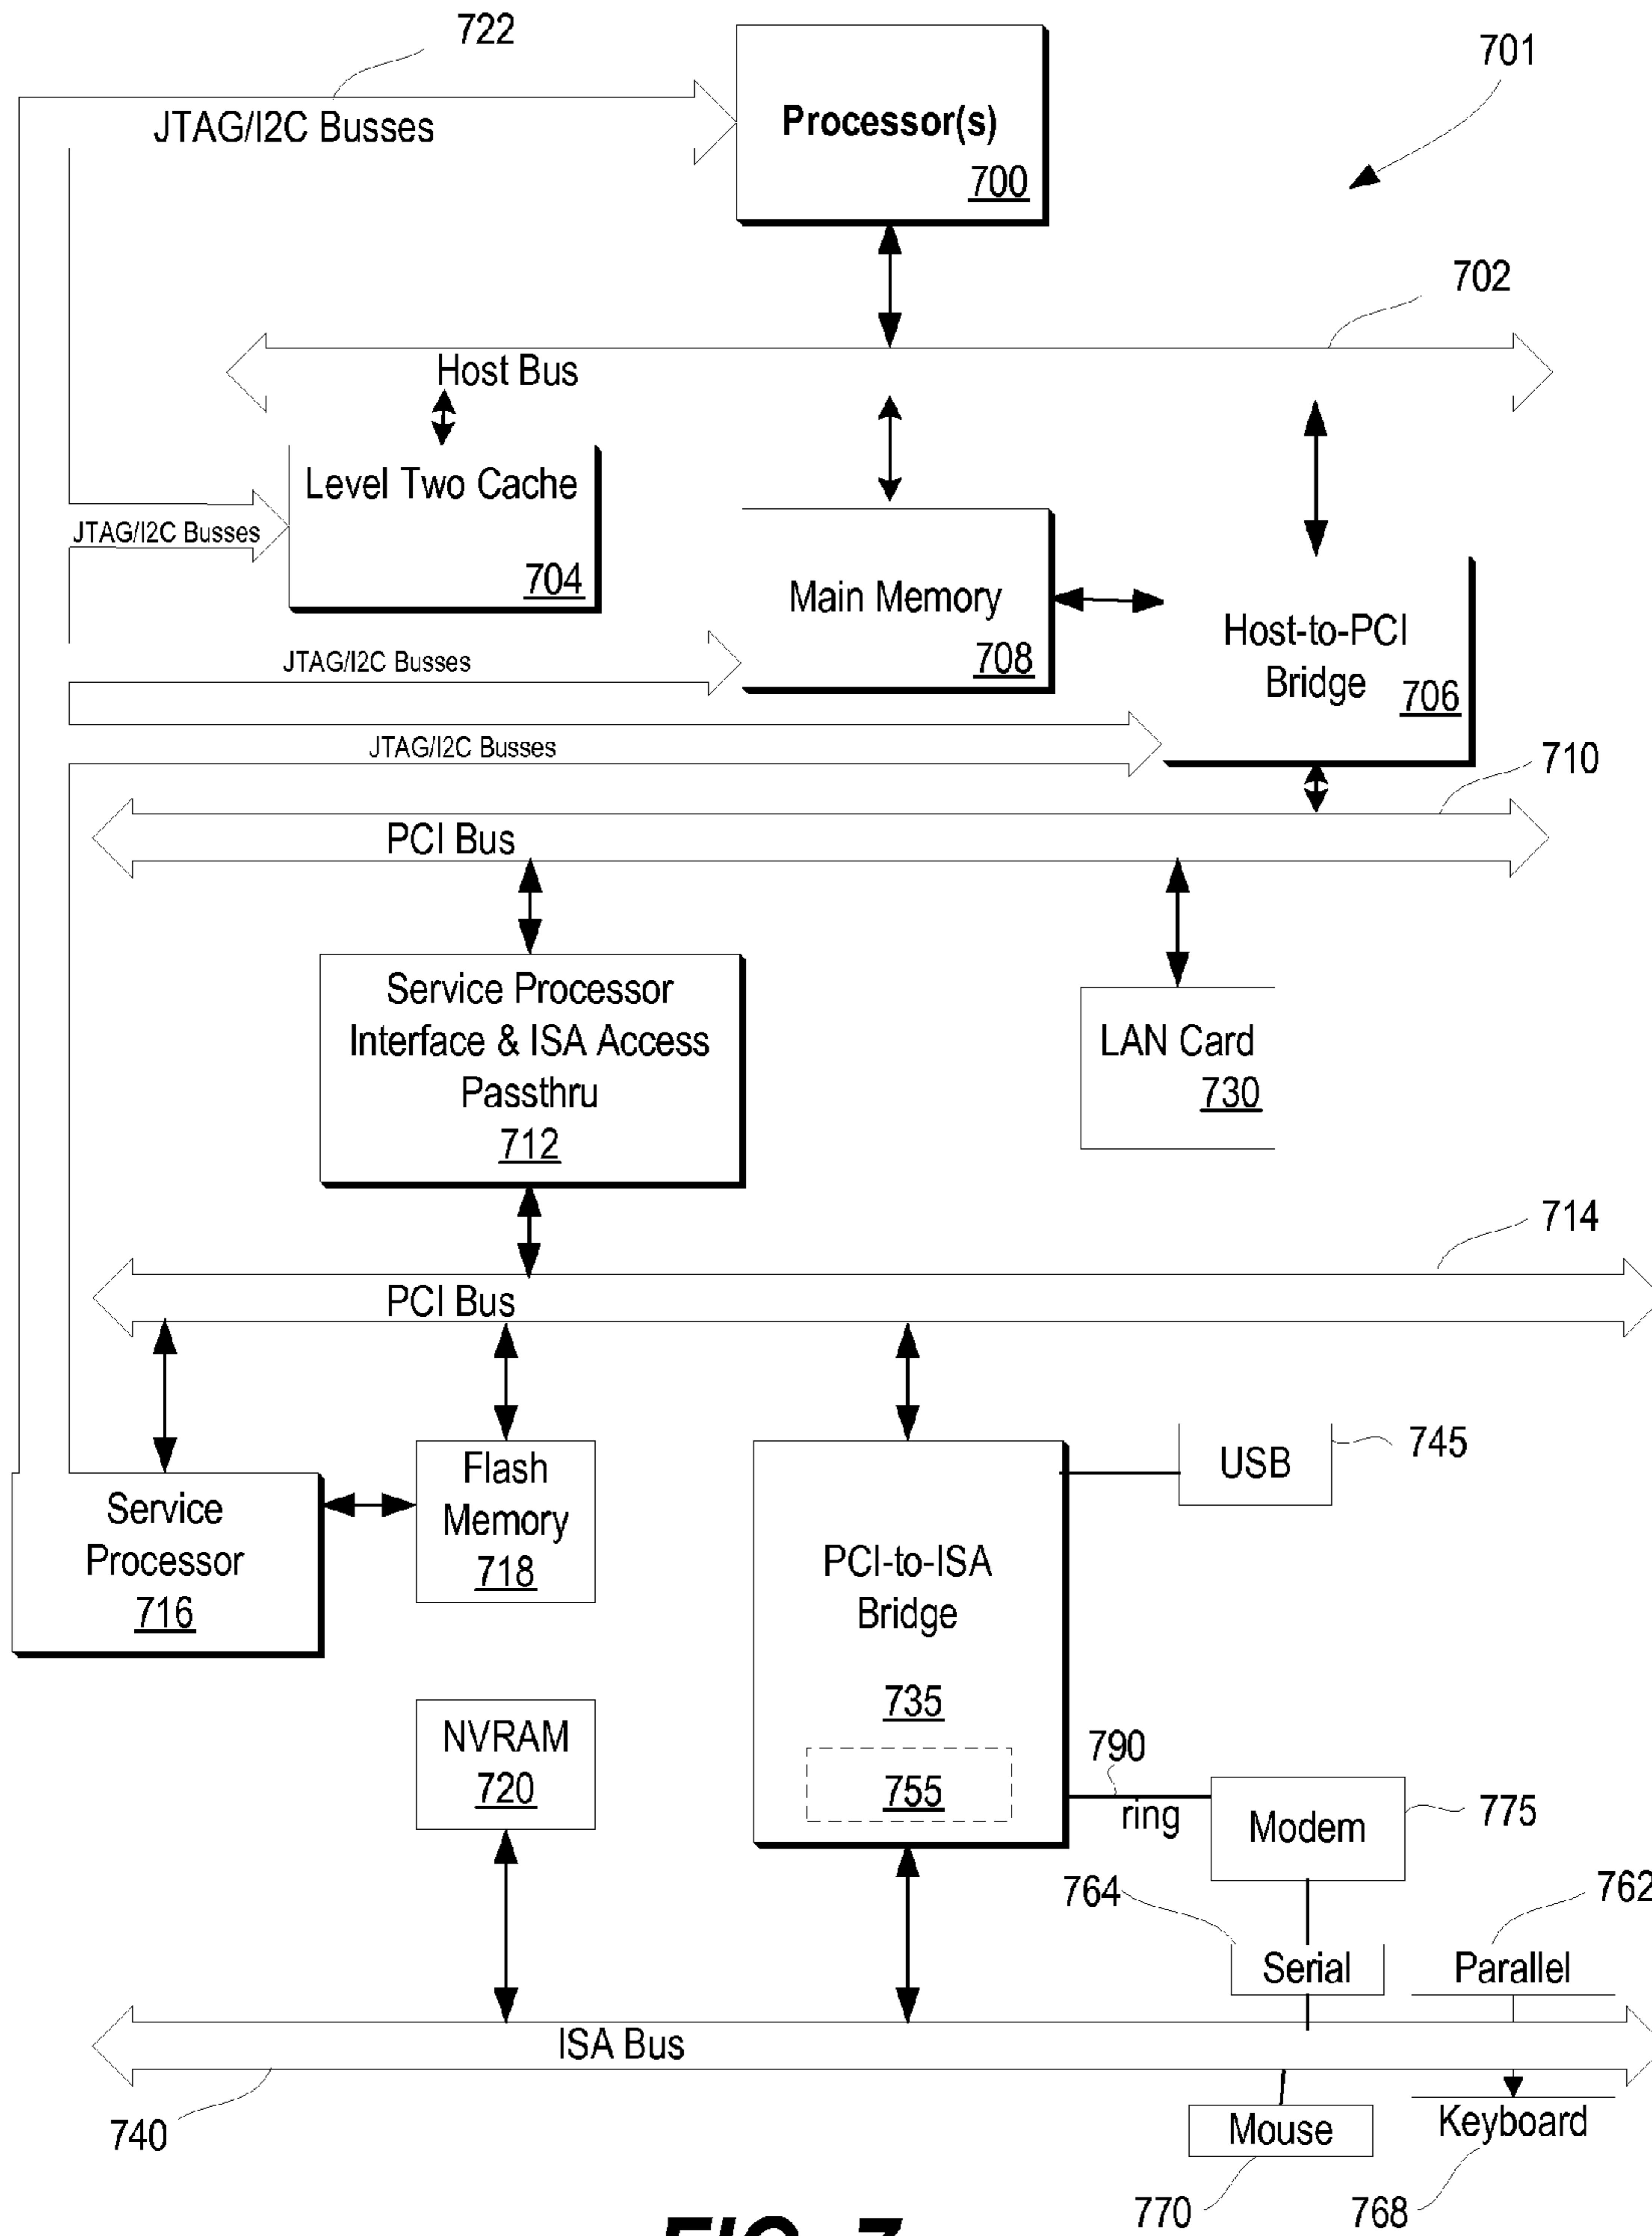 722
701
JTAG/I2C Busses
Processor(s)
700
702
Host Bus
Level Two Cache
704
JTAG/I2C Busses
Main Memory
708
Host-to-PCI
Bridge
706
JTAG/I2C Busses
JTAG/I2C Busses
710
PCI Bus
Service Processor
Interface & ISA Access
Passthru
712
LAN Card
730
714
PCI Bus
Service
Processor
716
Flash
Memory
718
USB
745
PCI-to-ISA
Bridge
735
755
NVRAM
720
790
ring
Modem
775
764
762
Serial
Parallel
ISA Bus
740
Mouse
Keyboard
770
768
FIG. 7